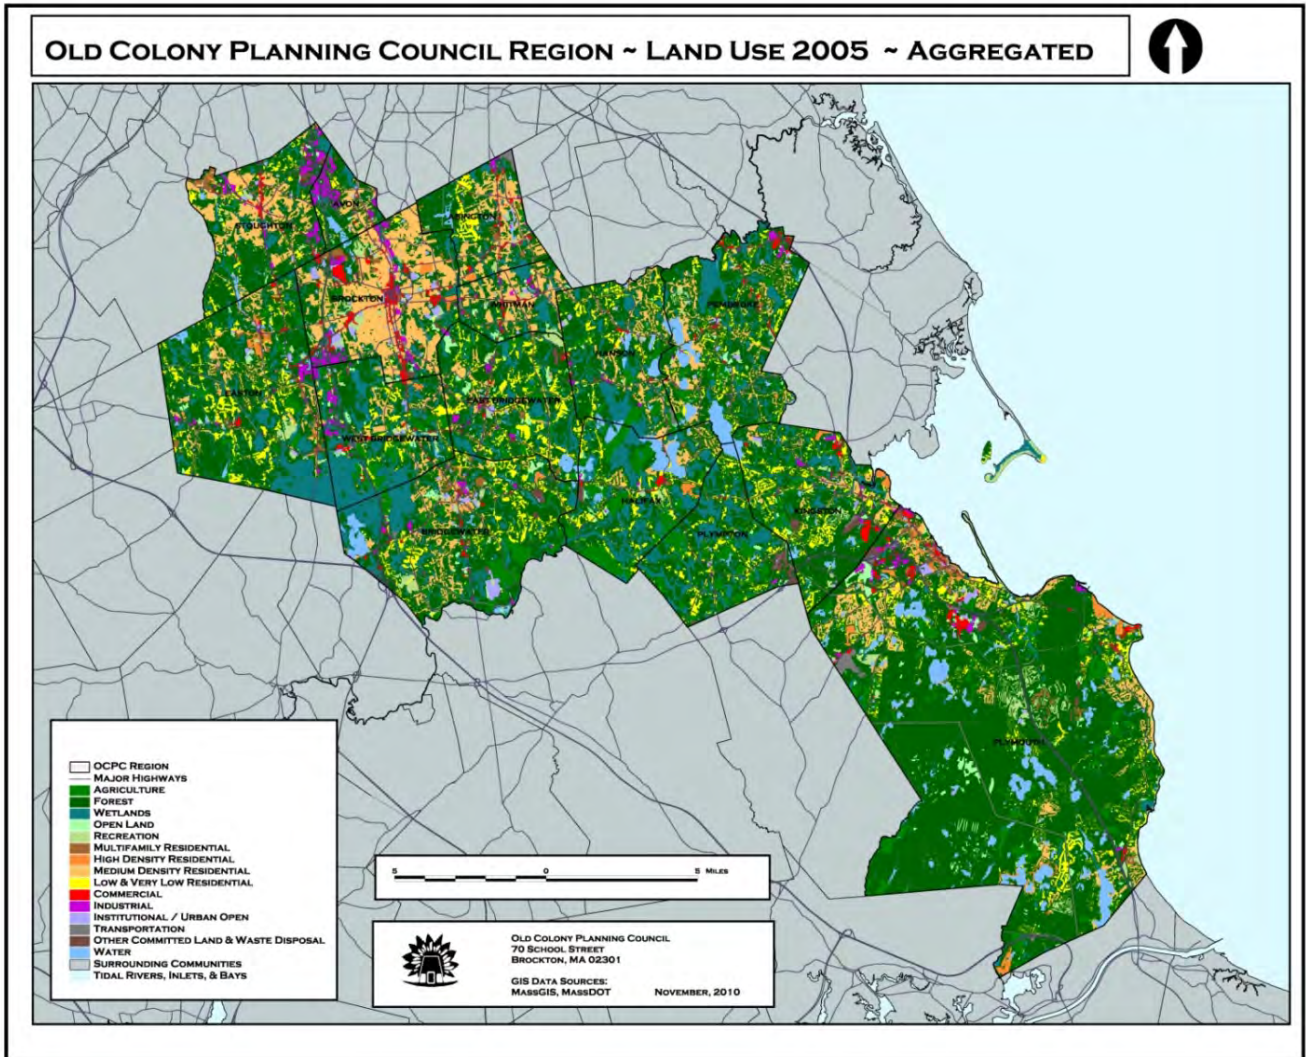 OLD COLONY PLANNING COUNCIL REGION ~ LAND USE 2005 ~ AGGREGATED
STOUGHTON
AVON
ABINGTON
BROCKTON
WHITMAN
PEMBROKE
HANSON
EASTON
EAST BRIDGEWATER
WEST BRIDGEWATER
HALIFAX
KINGSTON
BRIDGEWATER
PLYMPTON
PLYMOUTH
OCPC REGION
MAJOR HIGHWAYS
AGRICULTURE
FOREST
WETLANDS
OPEN LAND
RECREATION
MULTIFAMILY RESIDENTIAL
HIGH DENSITY RESIDENTIAL
MEDIUM DENSITY RESIDENTIAL
LOW & VERY LOW RESIDENTIAL
COMMERCIAL
INDUSTRIAL
INSTITUTIONAL / URBAN OPEN
TRANSPORTATION
OTHER COMMITTED LAND & WASTE DISPOSAL
WATER
SURROUNDING COMMUNITIES
TIDAL RIVERS, INLETS, & BAYS
5 0 5 MILES
OLD COLONY PLANNING COUNCIL
70 SCHOOL STREET
BROCKTON, MA 02301
GIS DATA SOURCES:
MASSGIS, MASSDOT NOVEMBER, 2010